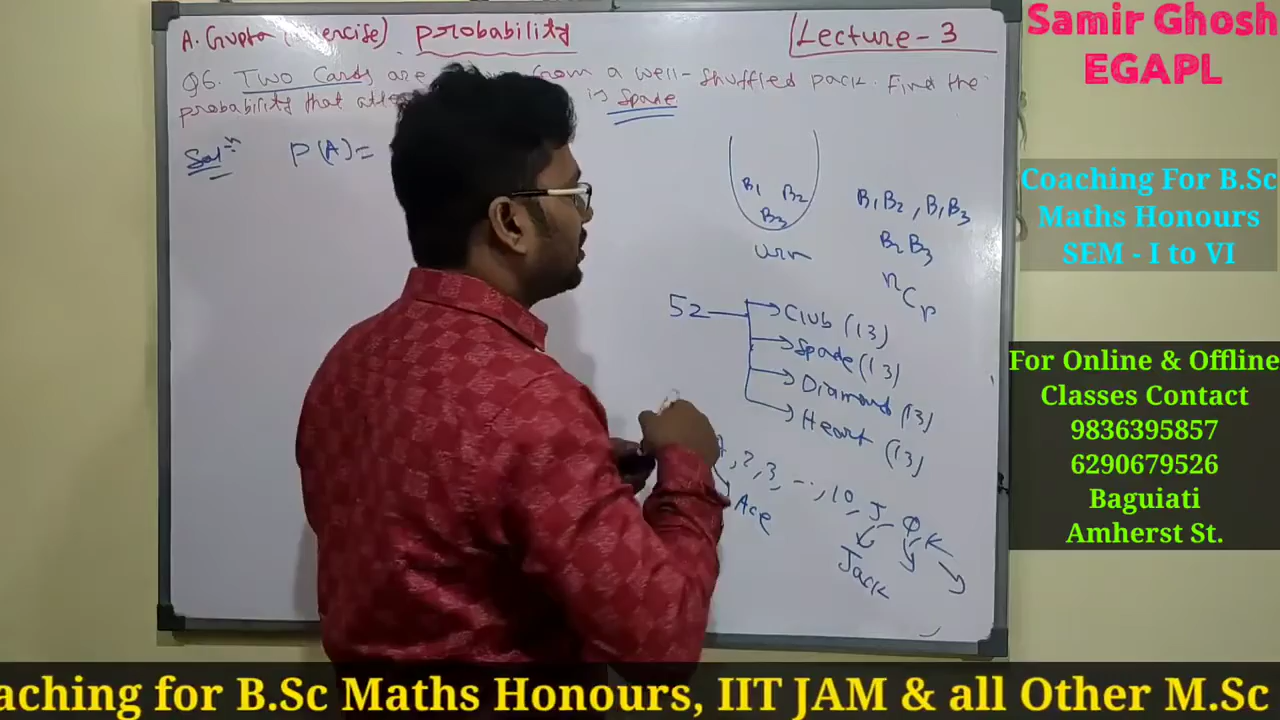 A. Gupta (Exercise) probability
Lecture-3
Q6. Two Cards are from a well-shuffled pack. Find the
probability that is Spade
Solⁿ P(A)=
B1 B2
B3
urn
B1B2, B1B3
B2B3
nCr
52
Club (13)
Spade (13)
Diamond (13)
Heart (13)
, 2, 3, ..., 10, J Q K
Ace
Jack
Samir Ghosh
EGAPL
Coaching For B.Sc
Maths Honours
SEM - I to VI
For Online & Offline
Classes Contact
9836395857
6290679526
Baguiati
Amherst St.
oaching for B.Sc Maths Honours, IIT JAM & all Other M.Sc